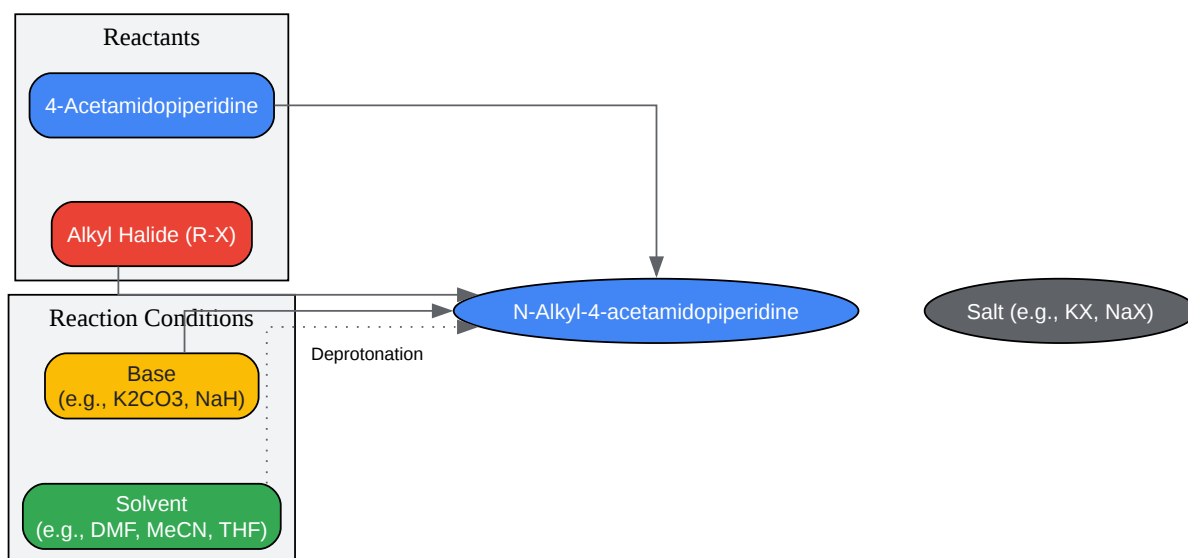 Reactants
4-Acetamidopiperidine
Alkyl Halide (R-X)
Reaction Conditions
Base
(e.g., K2CO3, NaH)
Solvent
(e.g., DMF, MeCN, THF)
Deprotonation
N-Alkyl-4-acetamidopiperidine
Salt (e.g., KX, NaX)